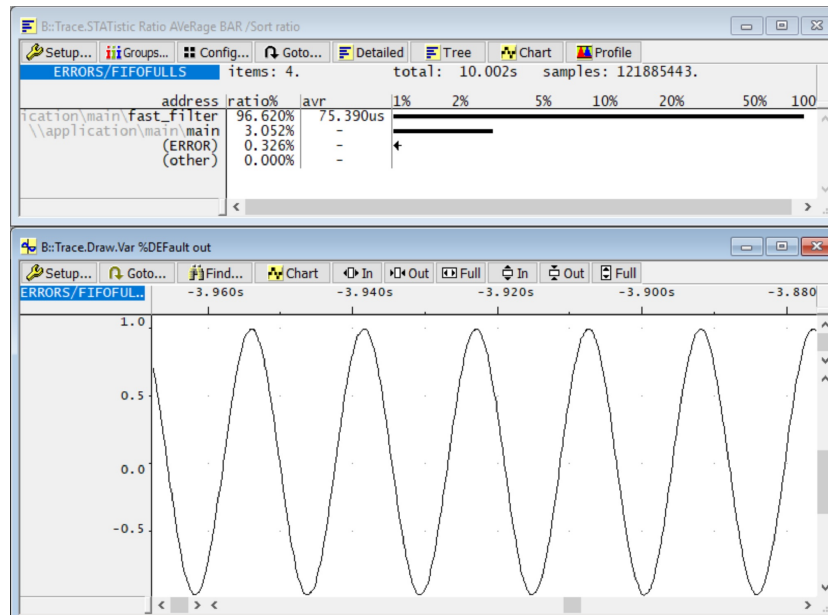 B::Trace.STATistic Ratio AVeRage BAR /Sort ratio
Setup... Groups... Config... Goto... Detailed Tree Chart Profile
ERRORS/FIFOFULLS items: 4. total: 10.002s samples: 121885443.
address ratio% avr 1% 2% 5% 10% 20% 50% 100
ication\main\fast_filter 96.620% 75.390us
\\application\main\main 3.052% -
(ERROR) 0.326% -
(other) 0.000% -
B::Trace.Draw.Var %DEFault out
Setup... Goto... Find... Chart In Out Full In Out Full
ERRORS/FIFOFUL.. -3.960s -3.940s -3.920s -3.900s -3.880
1.0
0.5
0.0
-0.5